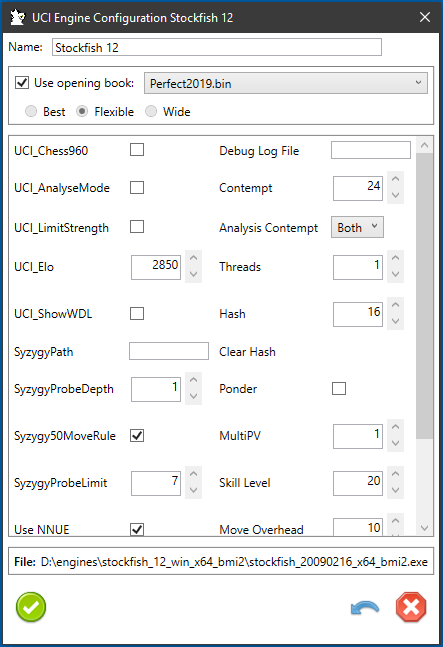 UCI Engine Configuration Stockfish 12
Name: Stockfish 12
Use opening book: Perfect2019.bin
Best Flexible Wide
UCI_Chess960 Debug Log File
UCI_AnalyseMode Contempt 24
UCI_LimitStrength Analysis Contempt Both
UCI_Elo 2850 Threads 1
UCI_ShowWDL Hash 16
SyzygyPath Clear Hash
SyzygyProbeDepth 1 Ponder
Syzygy50MoveRule MultiPV 1
SyzygyProbeLimit 7 Skill Level 20
Use NNUE Move Overhead 10
File: D:\engines\stockfish_12_win_x64_bmi2\stockfish_20090216_x64_bmi2.exe